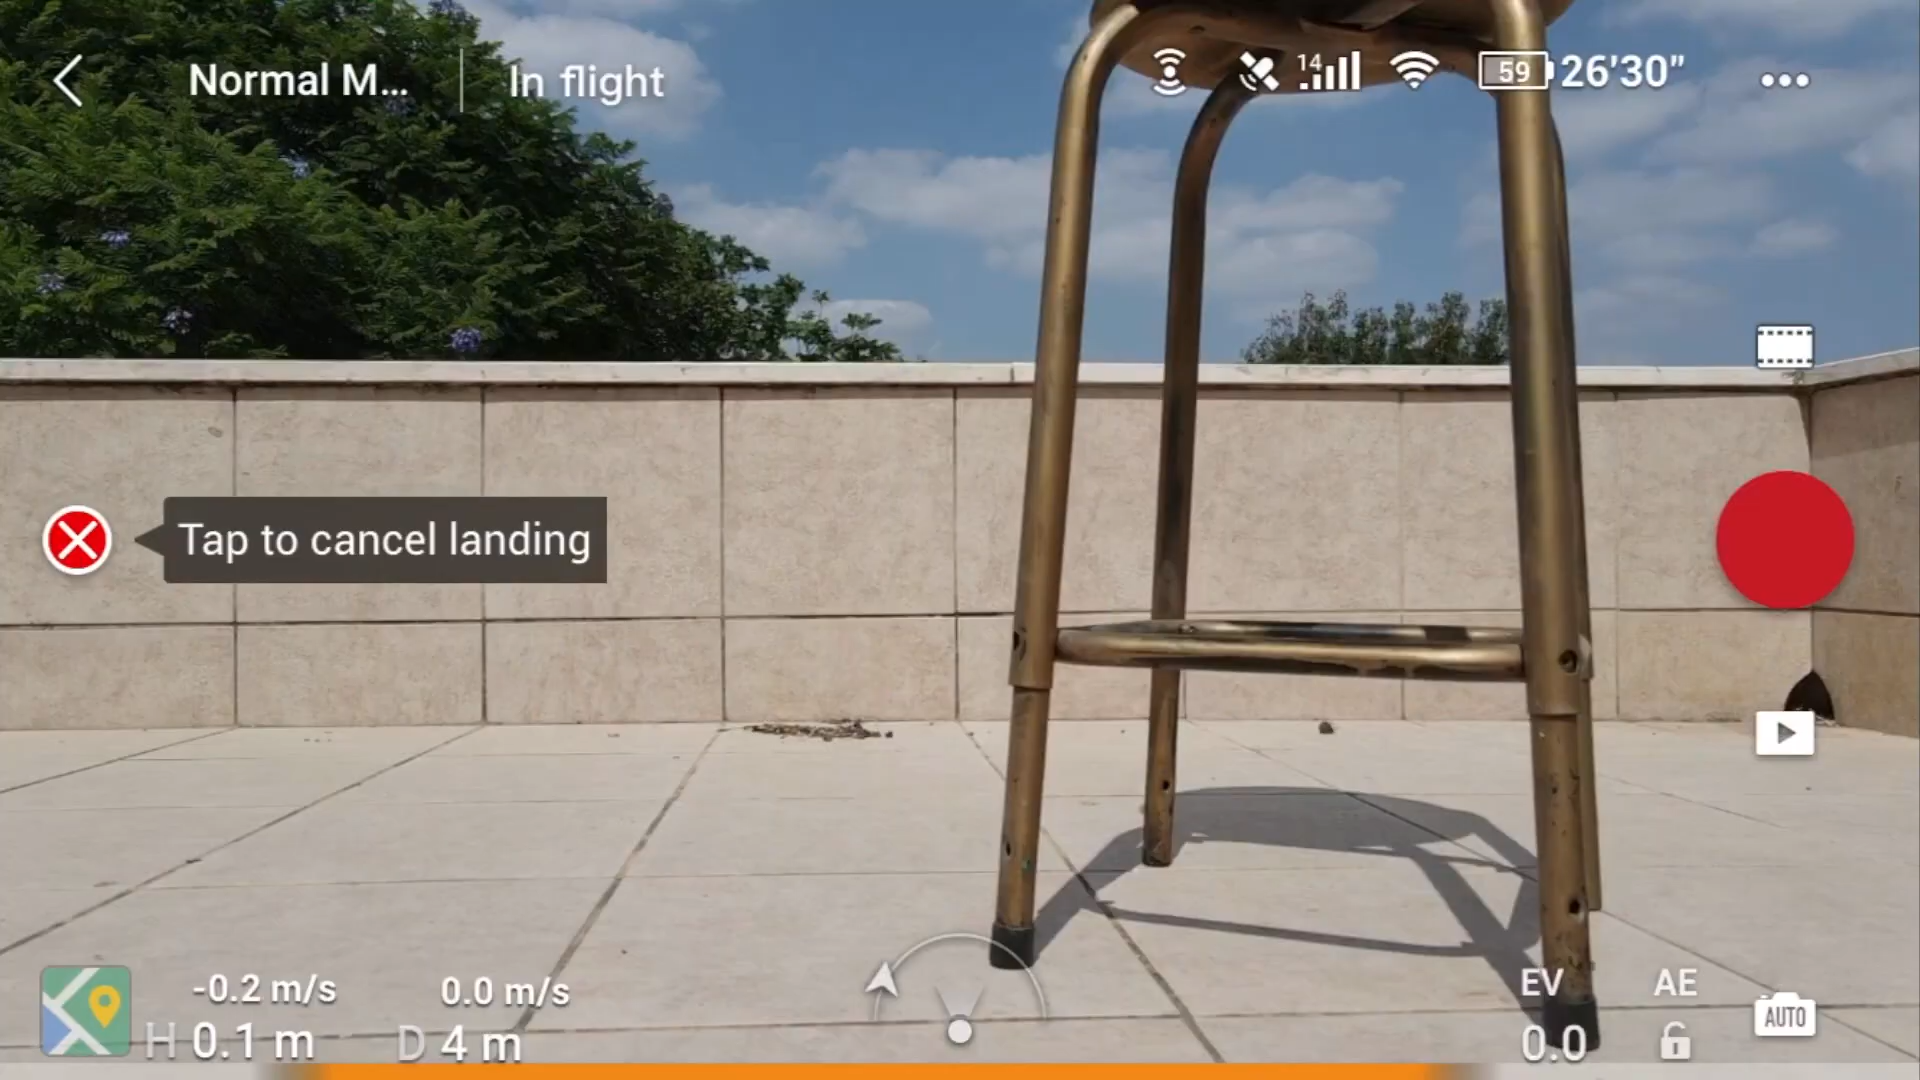 Normal M... In flight 14 59 26'30"
Tap to cancel landing
-0.2 m/s 0.0 m/s
H 0.1 m D 4 m
EV AE
0.0
AUTO